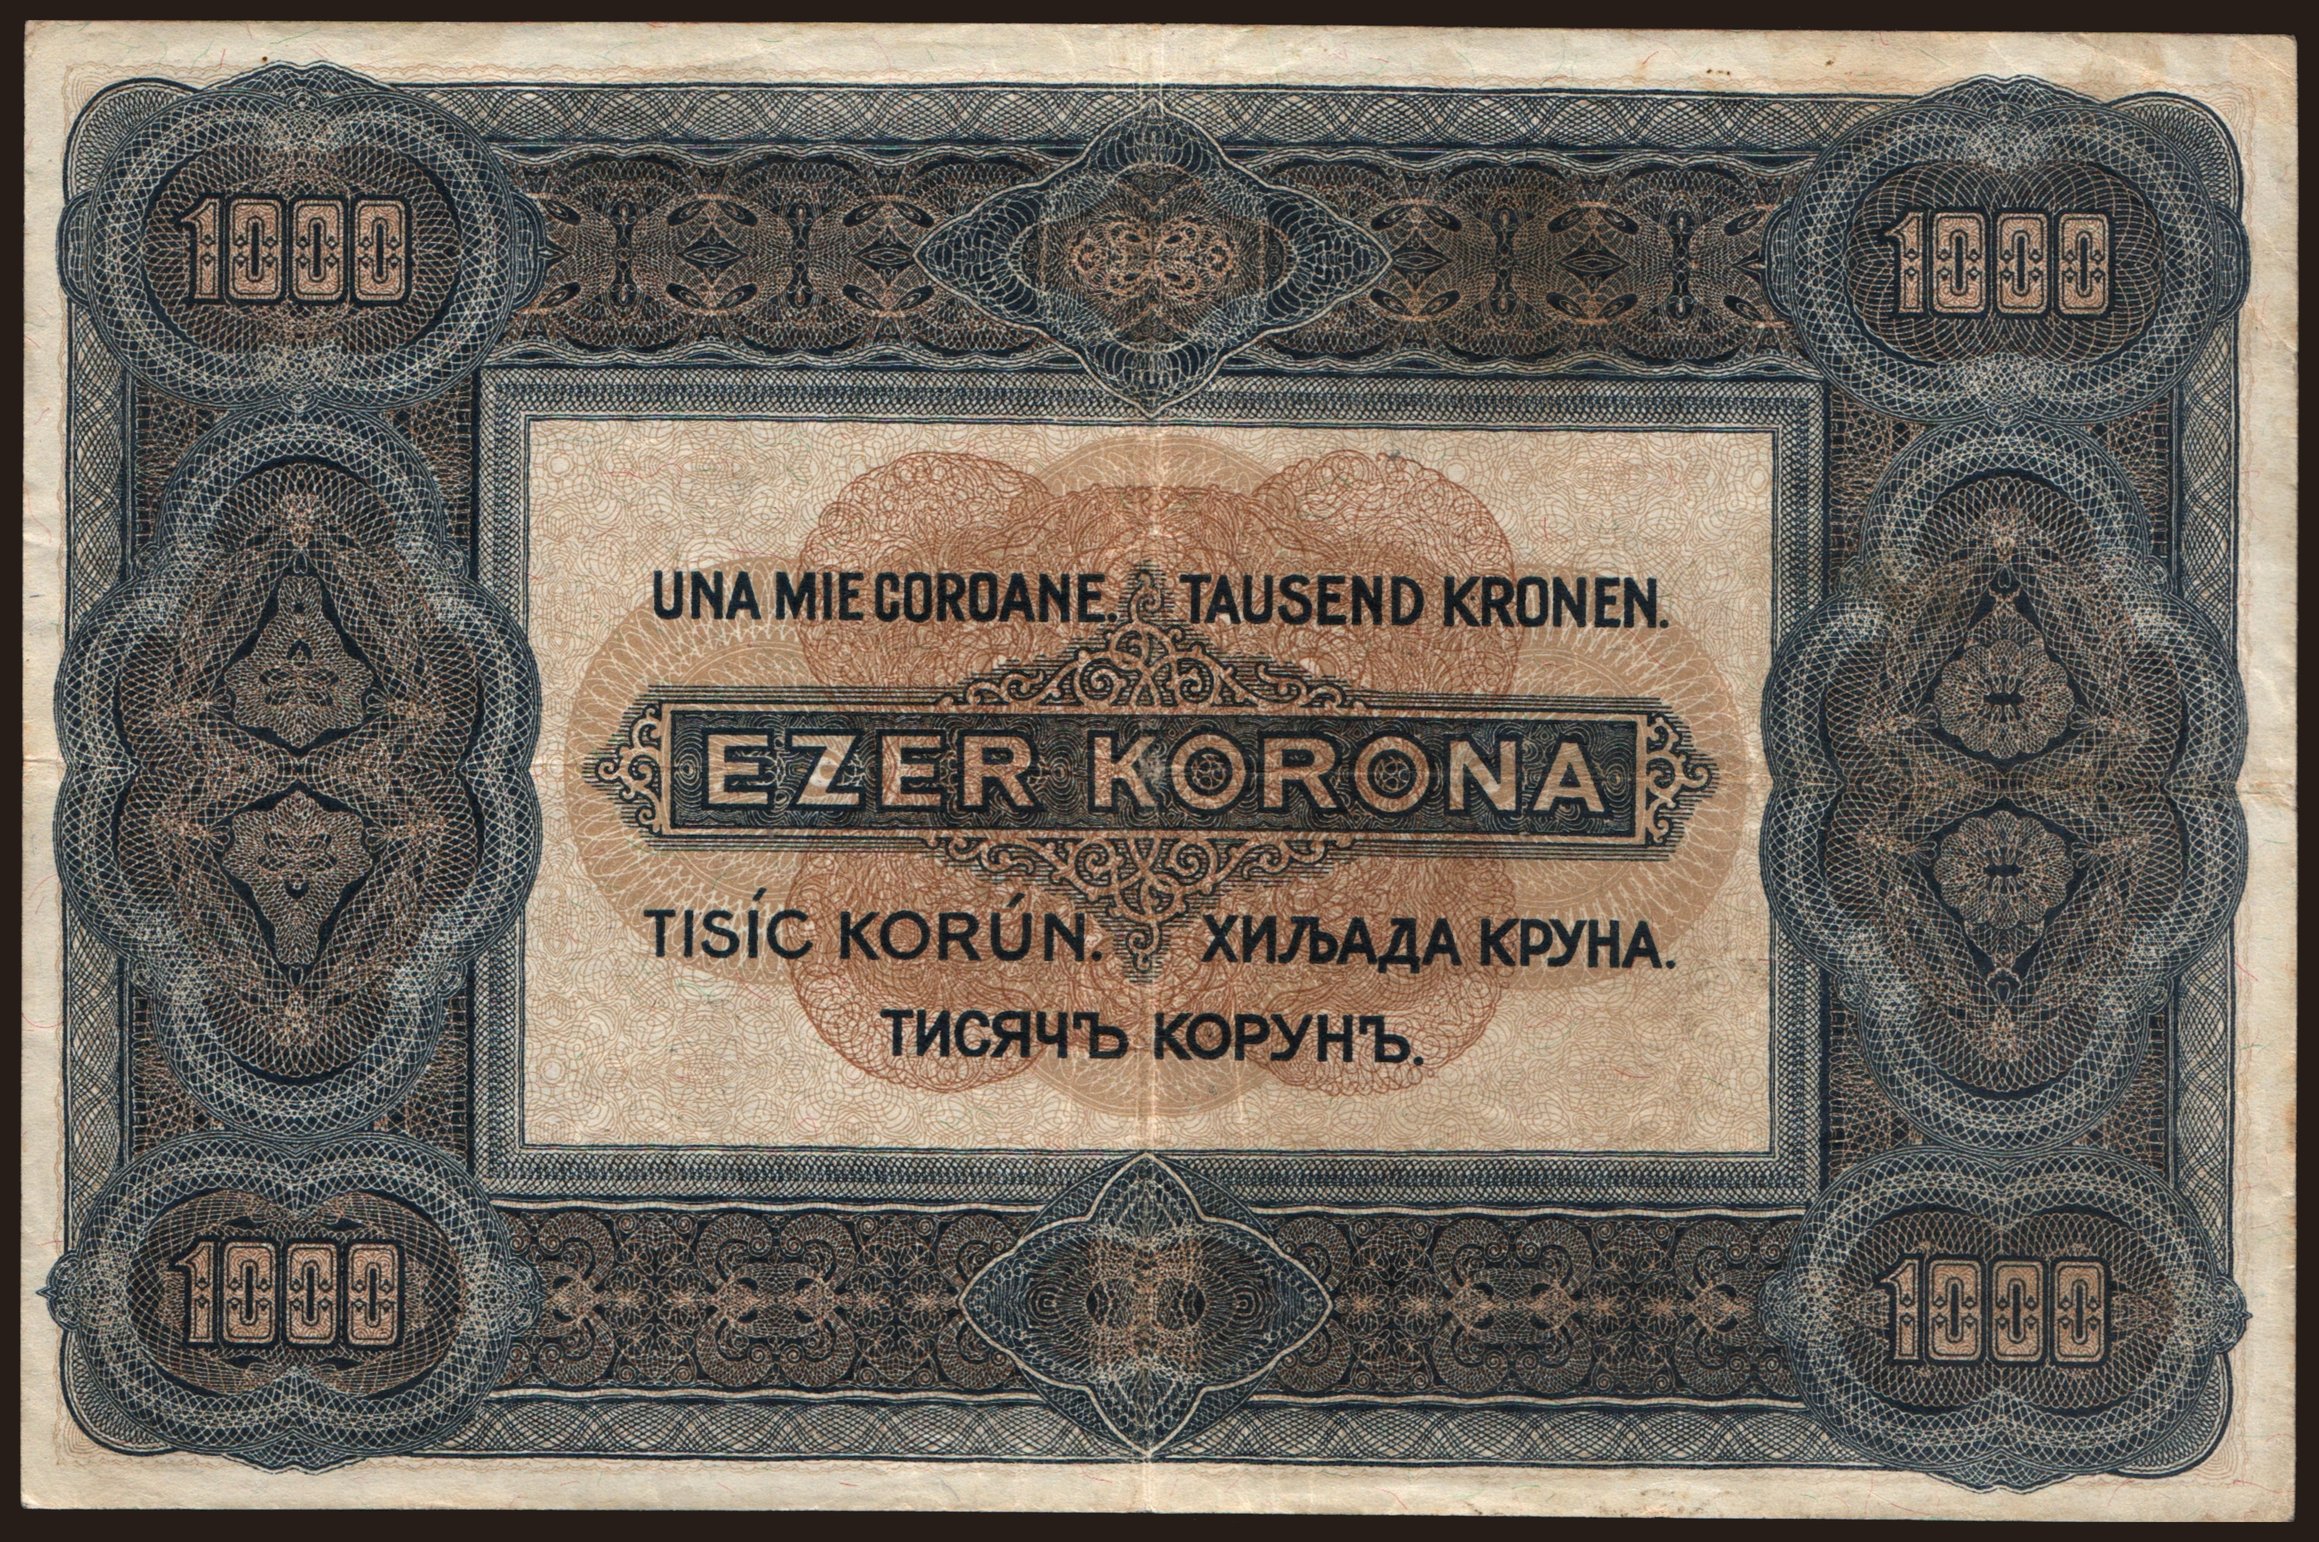 1000 1000
UNA MIE COROANE. TAUSEND KRONEN.
EZER KORONA
TISÍC KORÚN. ХИЉАДА КРУНА.
ТИСЯЧЪ КОРУНЪ.
1000 1000